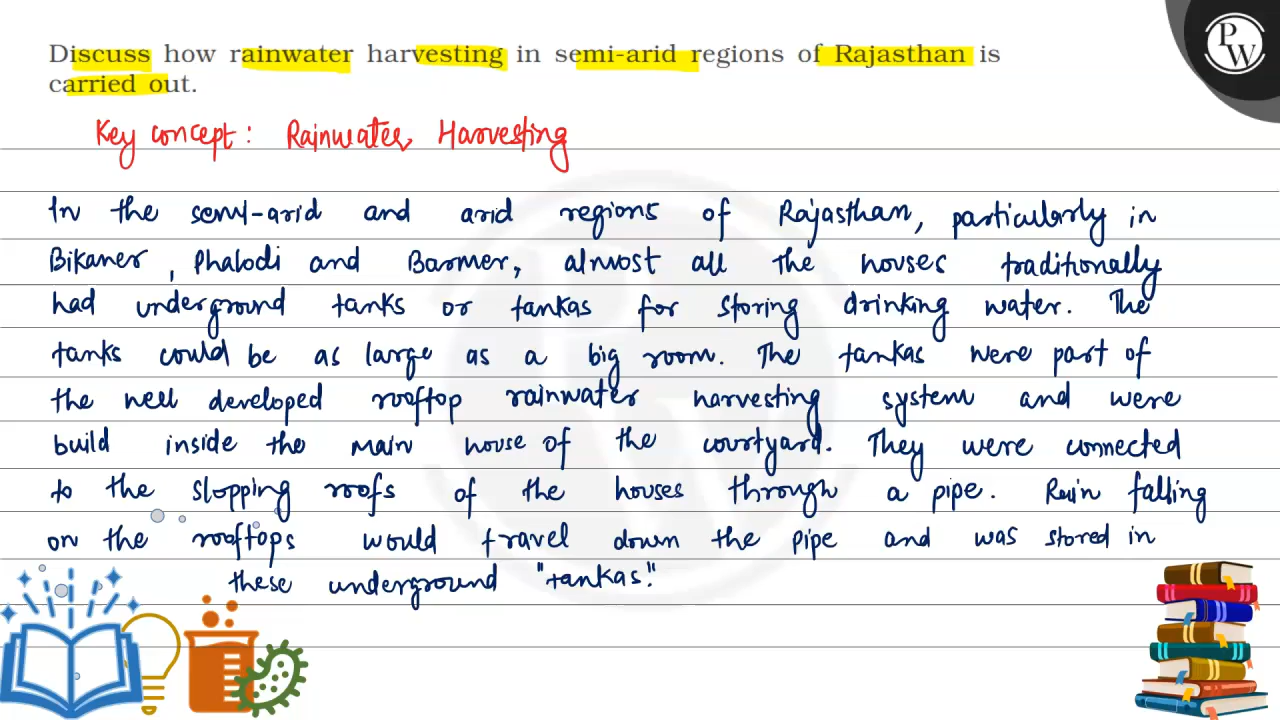 Discuss how rainwater harvesting in semi-arid regions of Rajasthan is
carried out.
Key concept: Rainwater Harvesting
In the semi-arid and arid regions of Rajasthan, particularly in
Bikaner, Phalodi and Barmer, almost all the houses traditionally
had underground tanks or tankas for storing drinking water. The
tanks could be as large as a big room. The tankas were part of
the well developed rooftop rainwater harvesting system and were
build inside the main house of the courtyard. They were connected
to the slopping roofs of the houses through a pipe. Rain falling
on the rooftops would travel down the pipe and was stored in
these underground "tankas."
PW